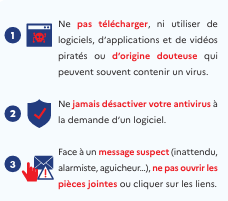 1
Ne pas télécharger, ni utiliser de
logiciels, d'applications et de vidéos
piratés ou d'origine douteuse qui
peuvent souvent contenir un virus.
2
Ne jamais désactiver votre antivirus à
la demande d'un logiciel.
3
Face à un message suspect (inattendu,
alarmiste, aguicheur...), ne pas ouvrir les
pièces jointes ou cliquer sur les liens.